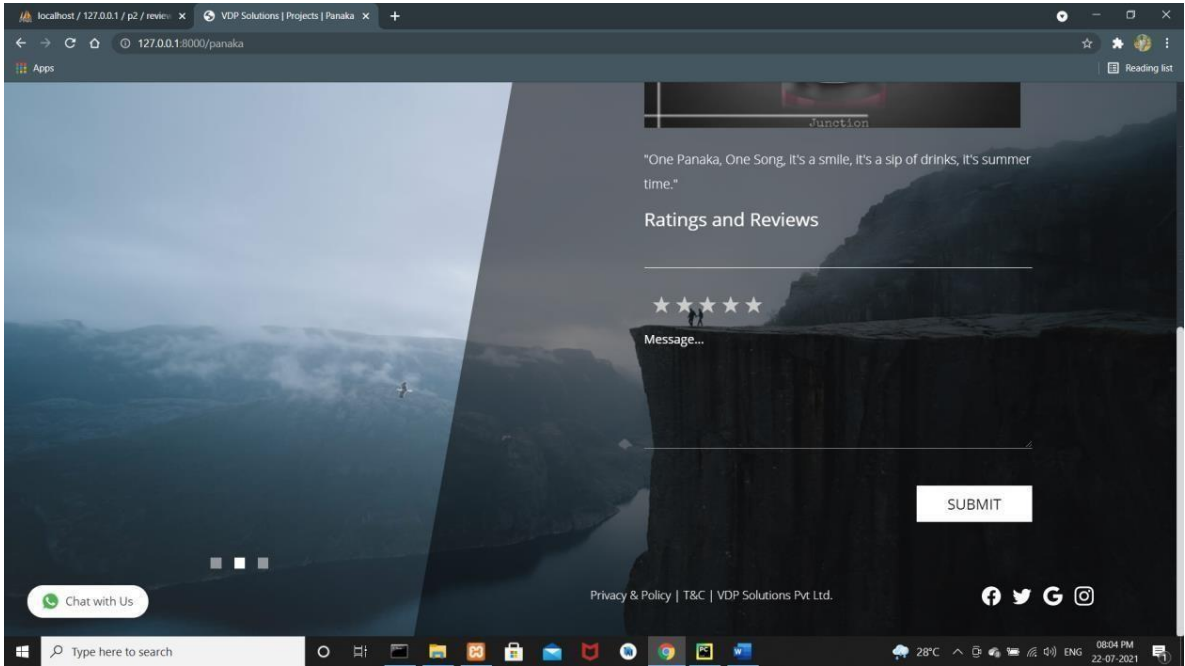 localhost / 127.0.0.1 / p2 / review
VDP Solutions | Projects | Panaka
127.0.0.1:8000/panaka
Apps
Reading list
Junction
"One Panaka, One Song, it's a smile, it's a sip of drinks, it's summer
time."
Ratings and Reviews
Message...
SUBMIT
Chat with Us
Privacy & Policy | T&C | VDP Solutions Pvt Ltd.
Type here to search
28°C
ENG
08:04 PM
22-07-2021